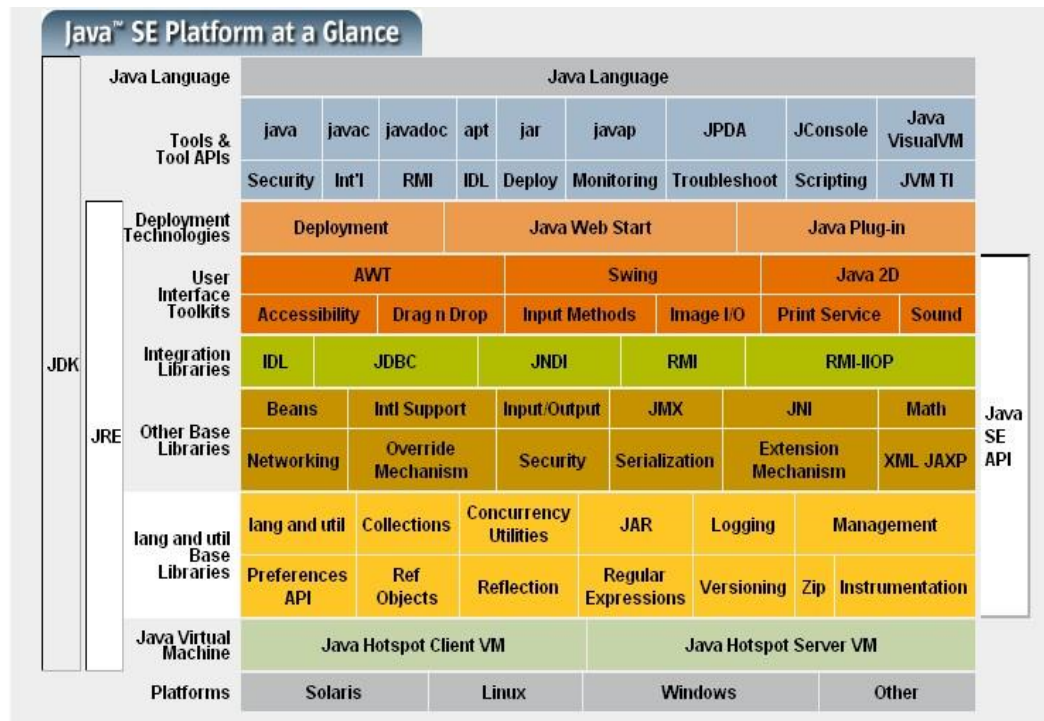 Java™ SE Platform at a Glance
Java Language
Java Language
Tools &
Tool APIs
java javac javadoc apt jar javap JPDA JConsole Java VisualVM
Security Int'l RMI IDL Deploy Monitoring Troubleshoot Scripting JVM TI
Deployment
Technologies
Deployment Java Web Start Java Plug-in
User
Interface
Toolkits
AWT Swing Java 2D
Accessibility Drag n Drop Input Methods Image I/O Print Service Sound
Integration
Libraries
IDL JDBC JNDI RMI RMI-IIOP
JDK
JRE
Other Base
Libraries
Beans Intl Support Input/Output JMX JNI Math
Networking Override Mechanism Security Serialization Extension Mechanism XML JAXP
Java
SE
API
lang and util
Base
Libraries
lang and util Collections Concurrency Utilities JAR Logging Management
Preferences API Ref Objects Reflection Regular Expressions Versioning Zip Instrumentation
Java Virtual
Machine
Java Hotspot Client VM Java Hotspot Server VM
Platforms
Solaris Linux Windows Other